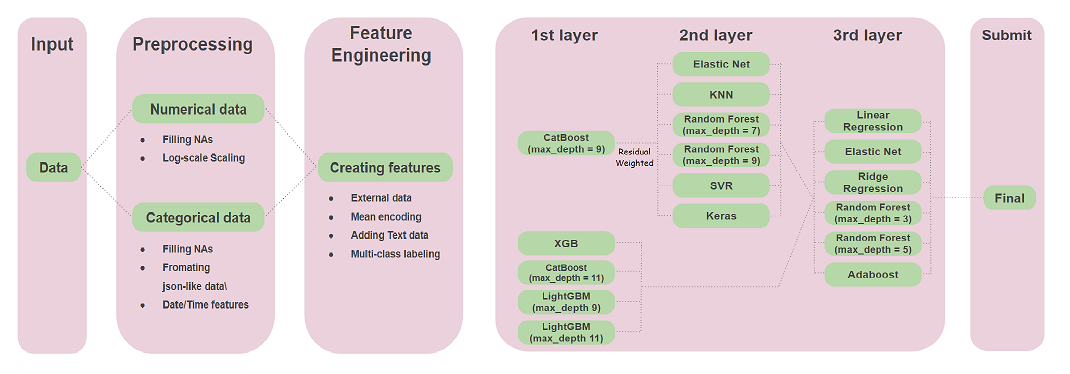 Input
Data
Preprocessing
Numerical data
Filling NAs
Log-scale Scaling
Categorical data
Filling NAs
Fromating
json-like data\
Date/Time features
Feature
Engineering
Creating features
External data
Mean encoding
Adding Text data
Multi-class labeling
1st layer
CatBoost
(max_depth = 9)
Residual
Weighted
XGB
CatBoost
(max_depth = 11)
LightGBM
(max_depth 9)
LightGBM
(max_depth 11)
2nd layer
Elastic Net
KNN
Random Forest
(max_depth = 7)
Random Forest
(max_depth = 9)
SVR
Keras
3rd layer
Linear
Regression
Elastic Net
Ridge
Regression
Random Forest
(max_depth = 3)
Random Forest
(max_depth = 5)
Adaboost
Submit
Final